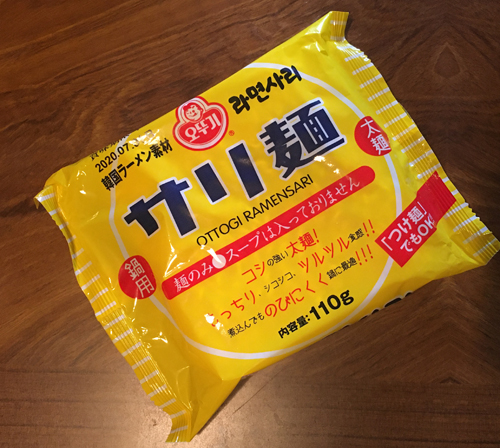 2020.07.
韓国ラーメン素材
오뚜기
라면사리
サリ麺
太麺
OTTOGI RAMENSARI
麺のみ スープは入っておりません
鍋用
コシの強い太麺!
っちり、シコシコ、ツルツル食感!!
煮込んでものびにくく鍋に最適!!!
「つけ麺」
でもOK!
内容量:110g